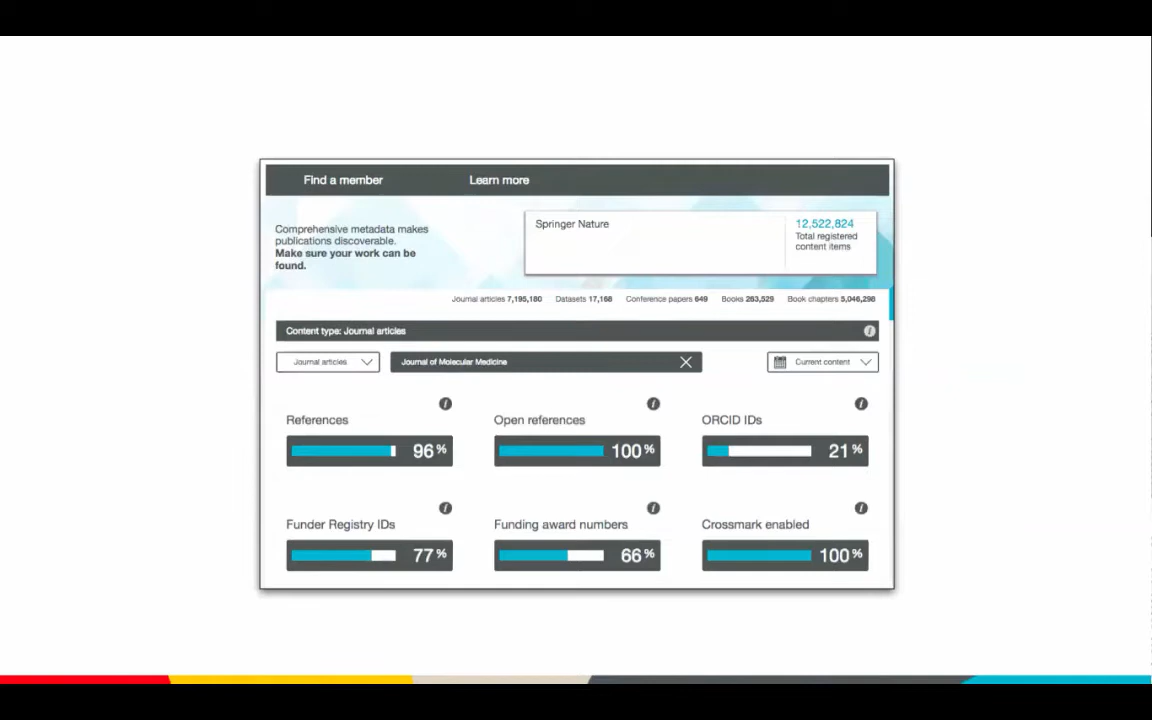 Find a member Learn more
Comprehensive metadata makes
publications discoverable.
Make sure your work can be
found.
Springer Nature
12,522,824
Total registered
content items
Journal articles 7,195,180 Datasets 17,168 Conference papers 649 Books 263,529 Book chapters 5,046,298
Content type: Journal articles
Journal articles Journal of Molecular Medicine Current content
References Open references ORCID IDs
96% 100% 21%
Funder Registry IDs Funding award numbers Crossmark enabled
77% 66% 100%